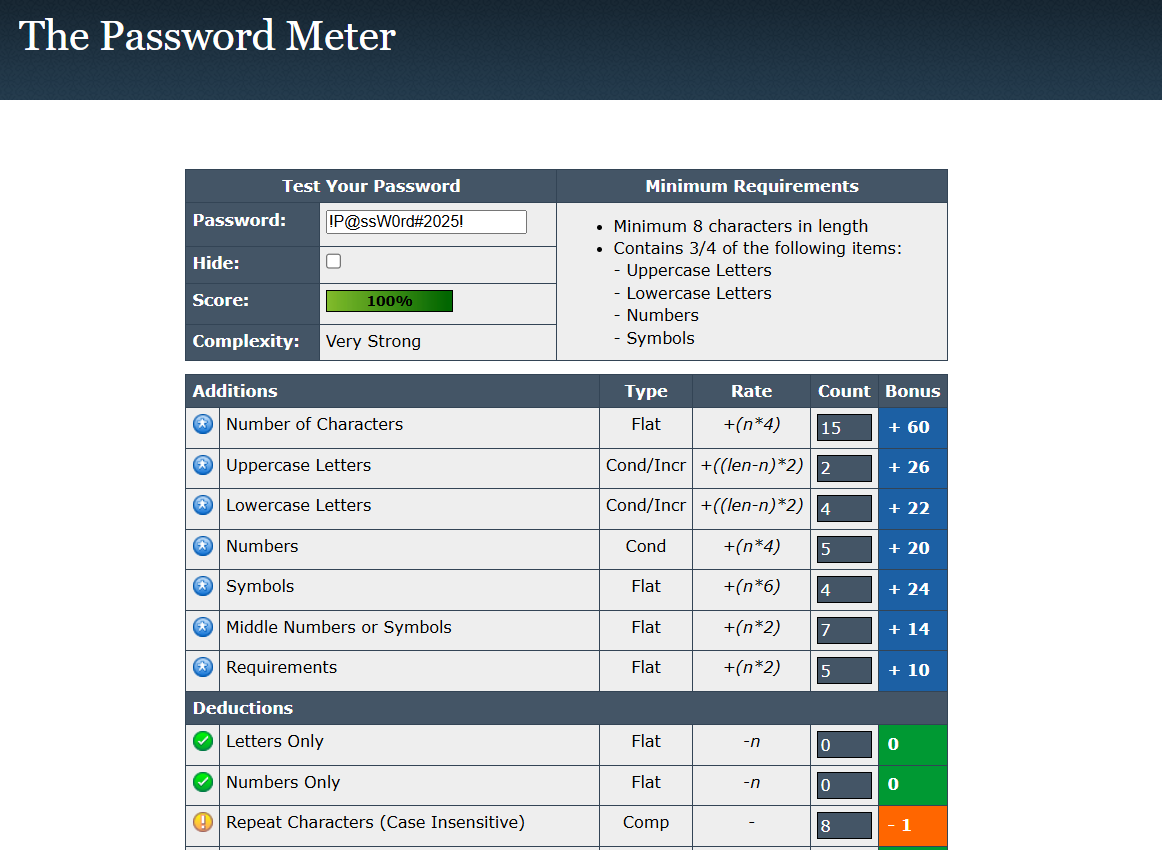 The Password Meter
Test Your Password Minimum Requirements
Password: !P@ssW0rd#2025!
Hide:
Score: 100%
Complexity: Very Strong
• Minimum 8 characters in length
• Contains 3/4 of the following items:
- Uppercase Letters
- Lowercase Letters
- Numbers
- Symbols
Additions Type Rate Count Bonus
Number of Characters Flat +(n*4) 15 + 60
Uppercase Letters Cond/Incr +((len-n)*2) 2 + 26
Lowercase Letters Cond/Incr +((len-n)*2) 4 + 22
Numbers Cond +(n*4) 5 + 20
Symbols Flat +(n*6) 4 + 24
Middle Numbers or Symbols Flat +(n*2) 7 + 14
Requirements Flat +(n*2) 5 + 10
Deductions
Letters Only Flat -n 0 0
Numbers Only Flat -n 0 0
Repeat Characters (Case Insensitive) Comp - 8 - 1